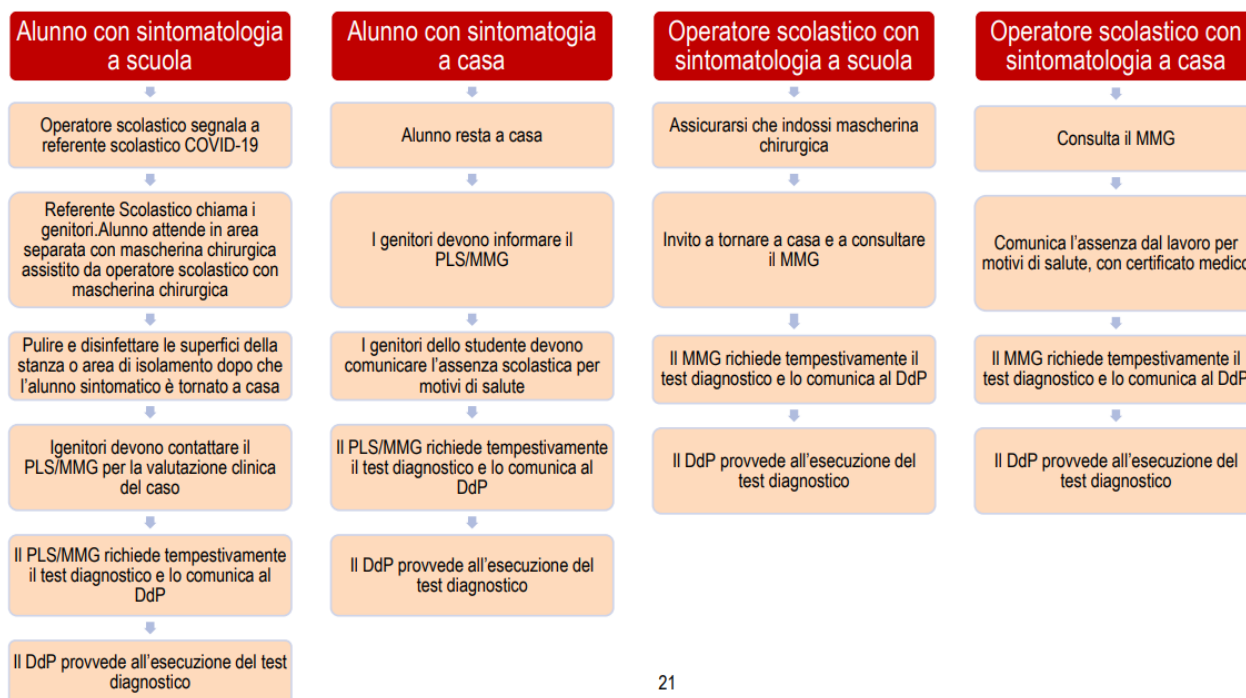 Alunno con sintomatologia
a scuola
Operatore scolastico segnala a
referente scolastico COVID-19
Referente Scolastico chiama i
genitori.Alunno attende in area
separata con mascherina chirurgica
assistito da operatore scolastico con
mascherina chirurgica
Pulire e disinfettare le superfici della
stanza o area di isolamento dopo che
l'alunno sintomatico è tornato a casa
Igenitori devono contattare il
PLS/MMG per la valutazione clinica
del caso
Il PLS/MMG richiede tempestivamente
il test diagnostico e lo comunica al
DdP
Il DdP provvede all'esecuzione del test
diagnostico
Alunno con sintomatogia
a casa
Alunno resta a casa
I genitori devono informare il
PLS/MMG
I genitori dello studente devono
comunicare l'assenza scolastica per
motivi di salute
Il PLS/MMG richiede tempestivamente
il test diagnostico e lo comunica al
DdP
Il DdP provvede all'esecuzione del
test diagnostico
Operatore scolastico con
sintomatologia a scuola
Assicurarsi che indossi mascherina
chirurgica
Invito a tornare a casa e a consultare
il MMG
Il MMG richiede tempestivamente il
test diagnostico e lo comunica al DdP
Il DdP provvede all'esecuzione del
test diagnostico
Operatore scolastico con
sintomatologia a casa
Consulta il MMG
Comunica l'assenza dal lavoro per
motivi di salute, con certificato medico
Il MMG richiede tempestivamente il
test diagnostico e lo comunica al DdP
Il DdP provvede all'esecuzione del
test diagnostico
21